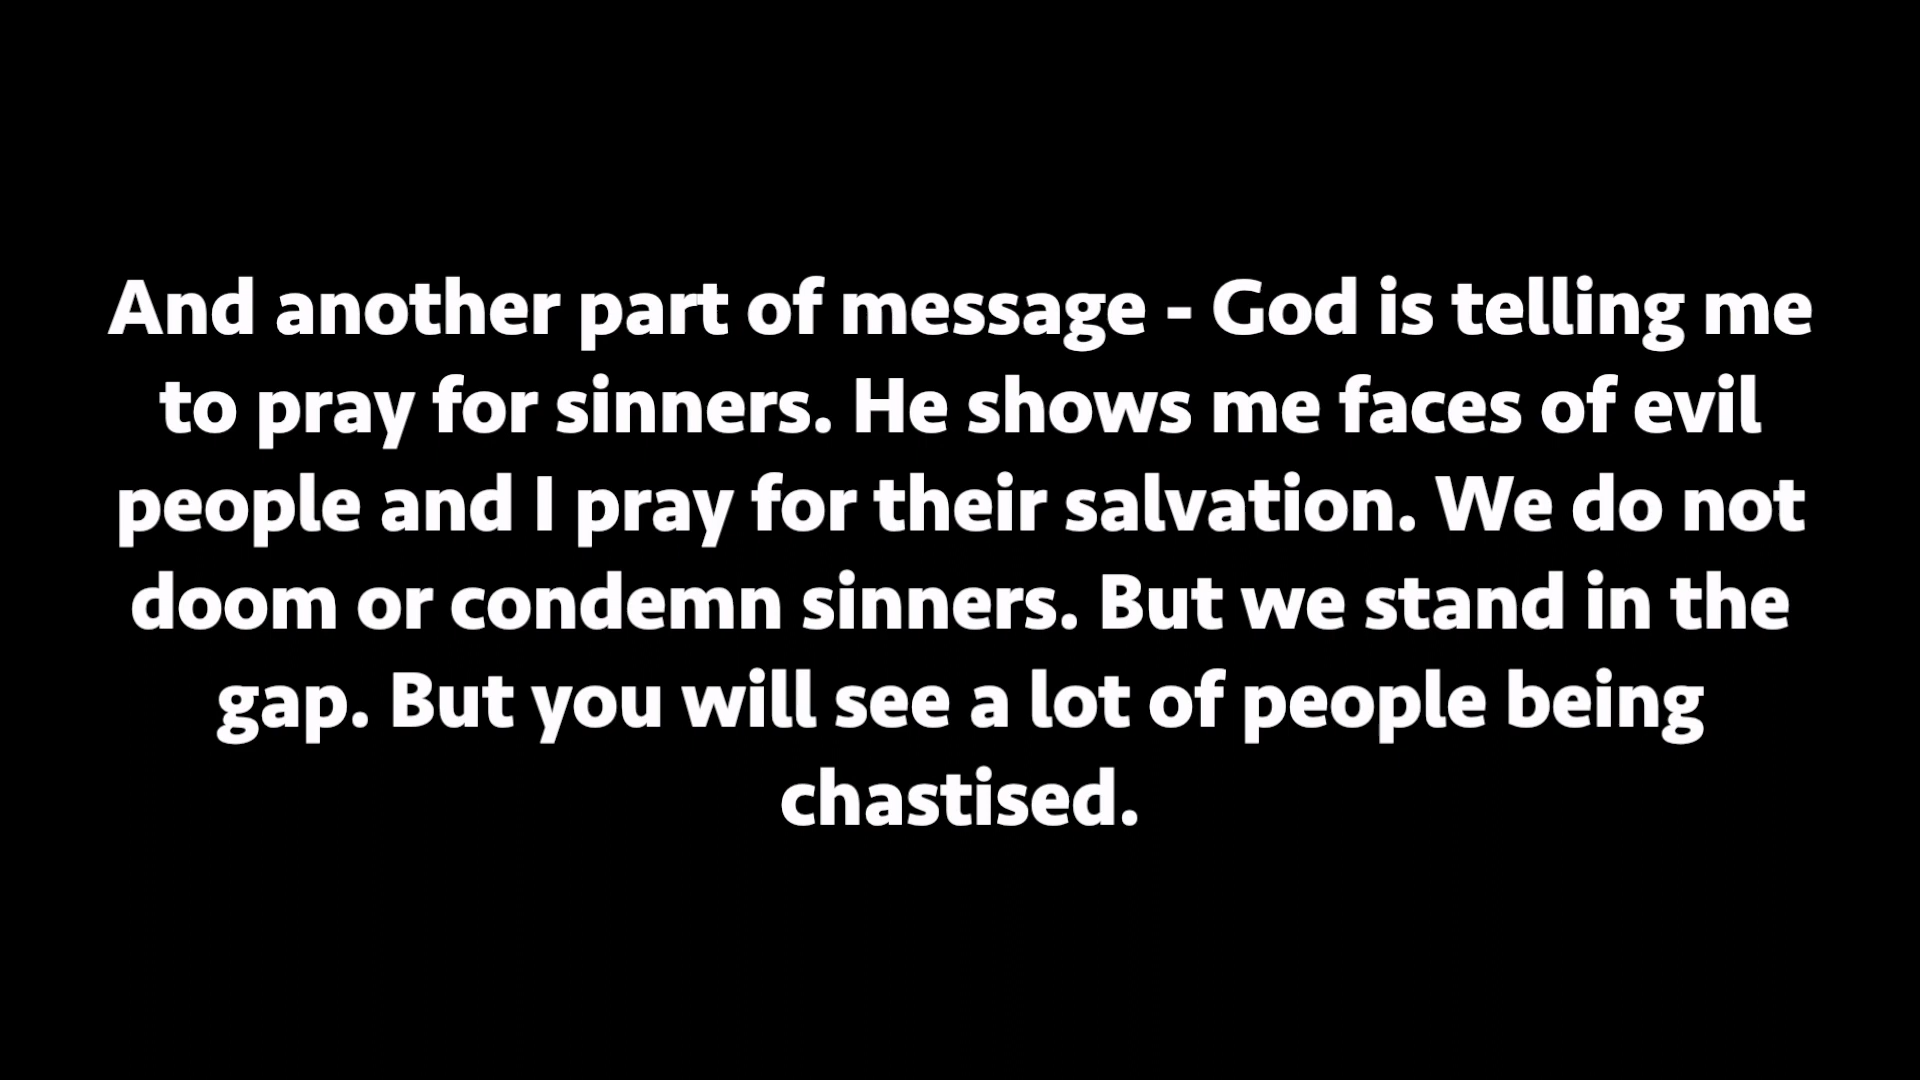 And another part of message - God is telling me
to pray for sinners. He shows me faces of evil
people and I pray for their salvation. We do not
doom or condemn sinners. But we stand in the
gap. But you will see a lot of people being
chastised.